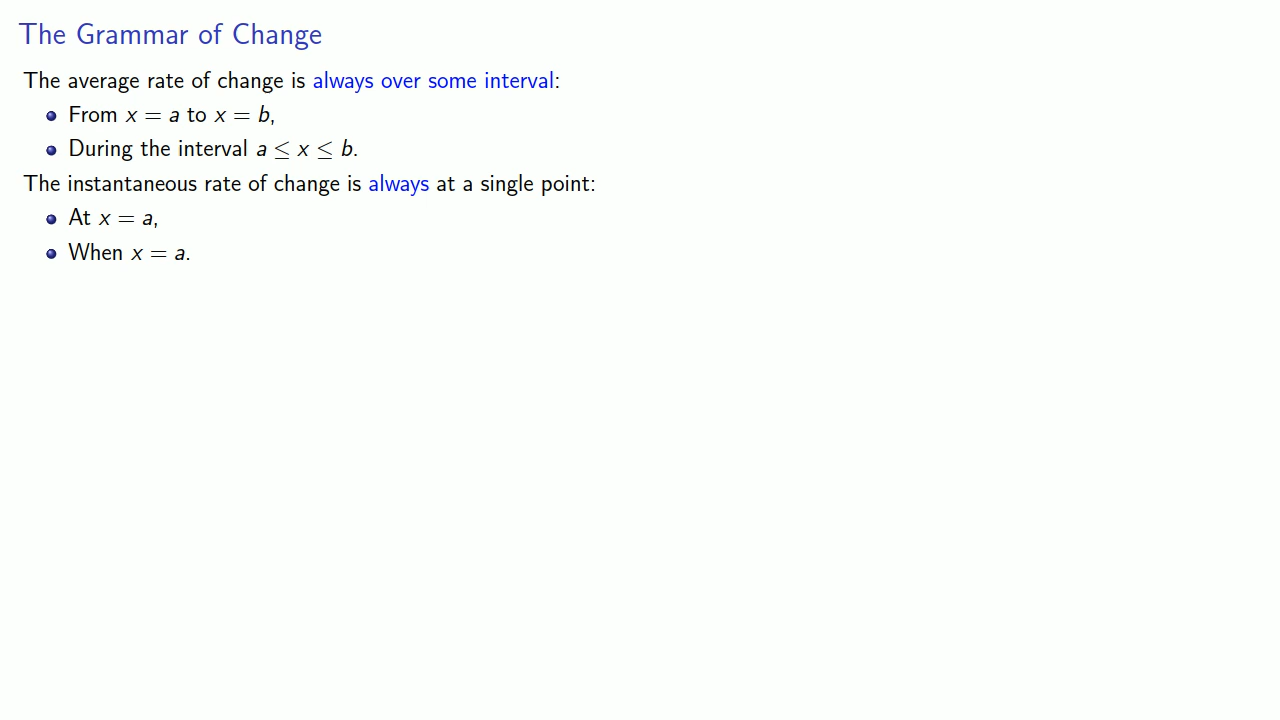 The Grammar of Change
The average rate of change is always over some interval:
From x = a to x = b,
During the interval a ≤ x ≤ b.
The instantaneous rate of change is always at a single point:
At x = a,
When x = a.